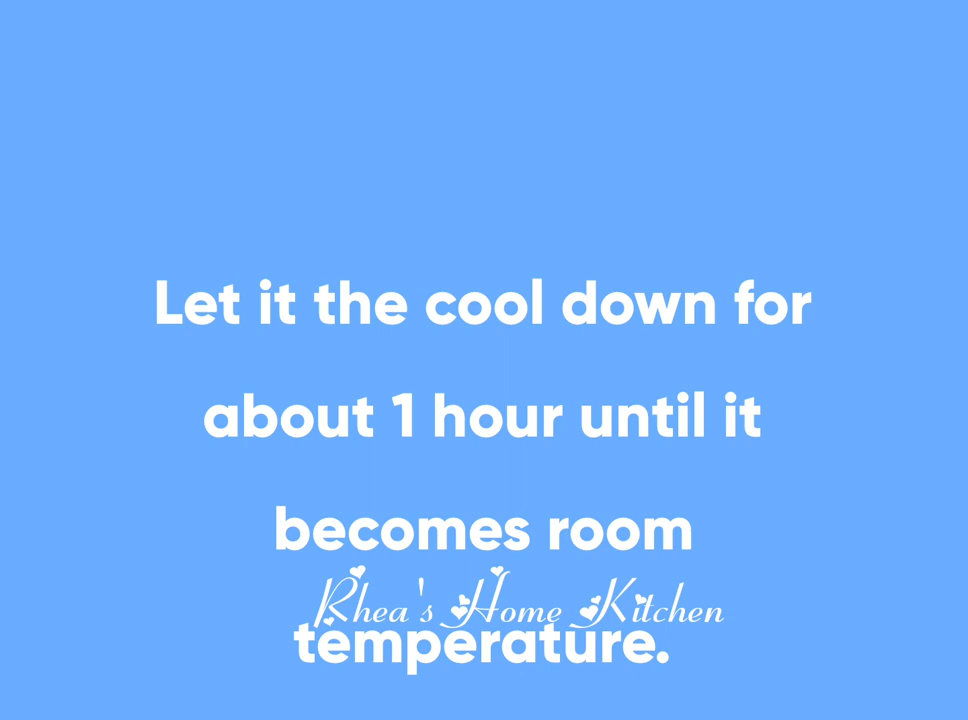 Let it the cool down for
about 1 hour until it
becomes room
Rhea's Home Kitchen
temperature.